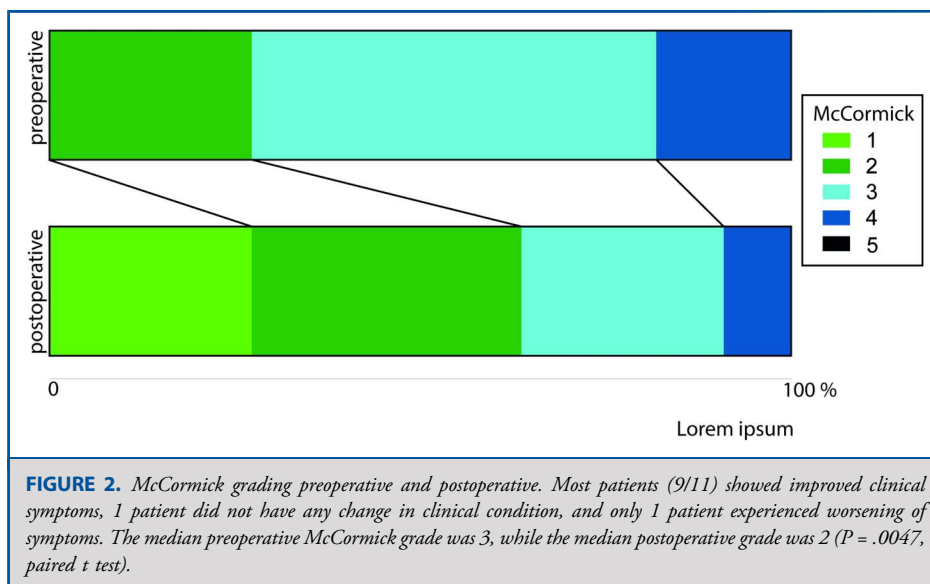 preoperative
McCormick
1
2
3
4
5
postoperative
0
100 %
Lorem ipsum
FIGURE 2. McCormick grading preoperative and postoperative. Most patients (9/11) showed improved clinical
symptoms, 1 patient did not have any change in clinical condition, and only 1 patient experienced worsening of
symptoms. The median preoperative McCormick grade was 3, while the median postoperative grade was 2 (P = .0047,
paired t test).